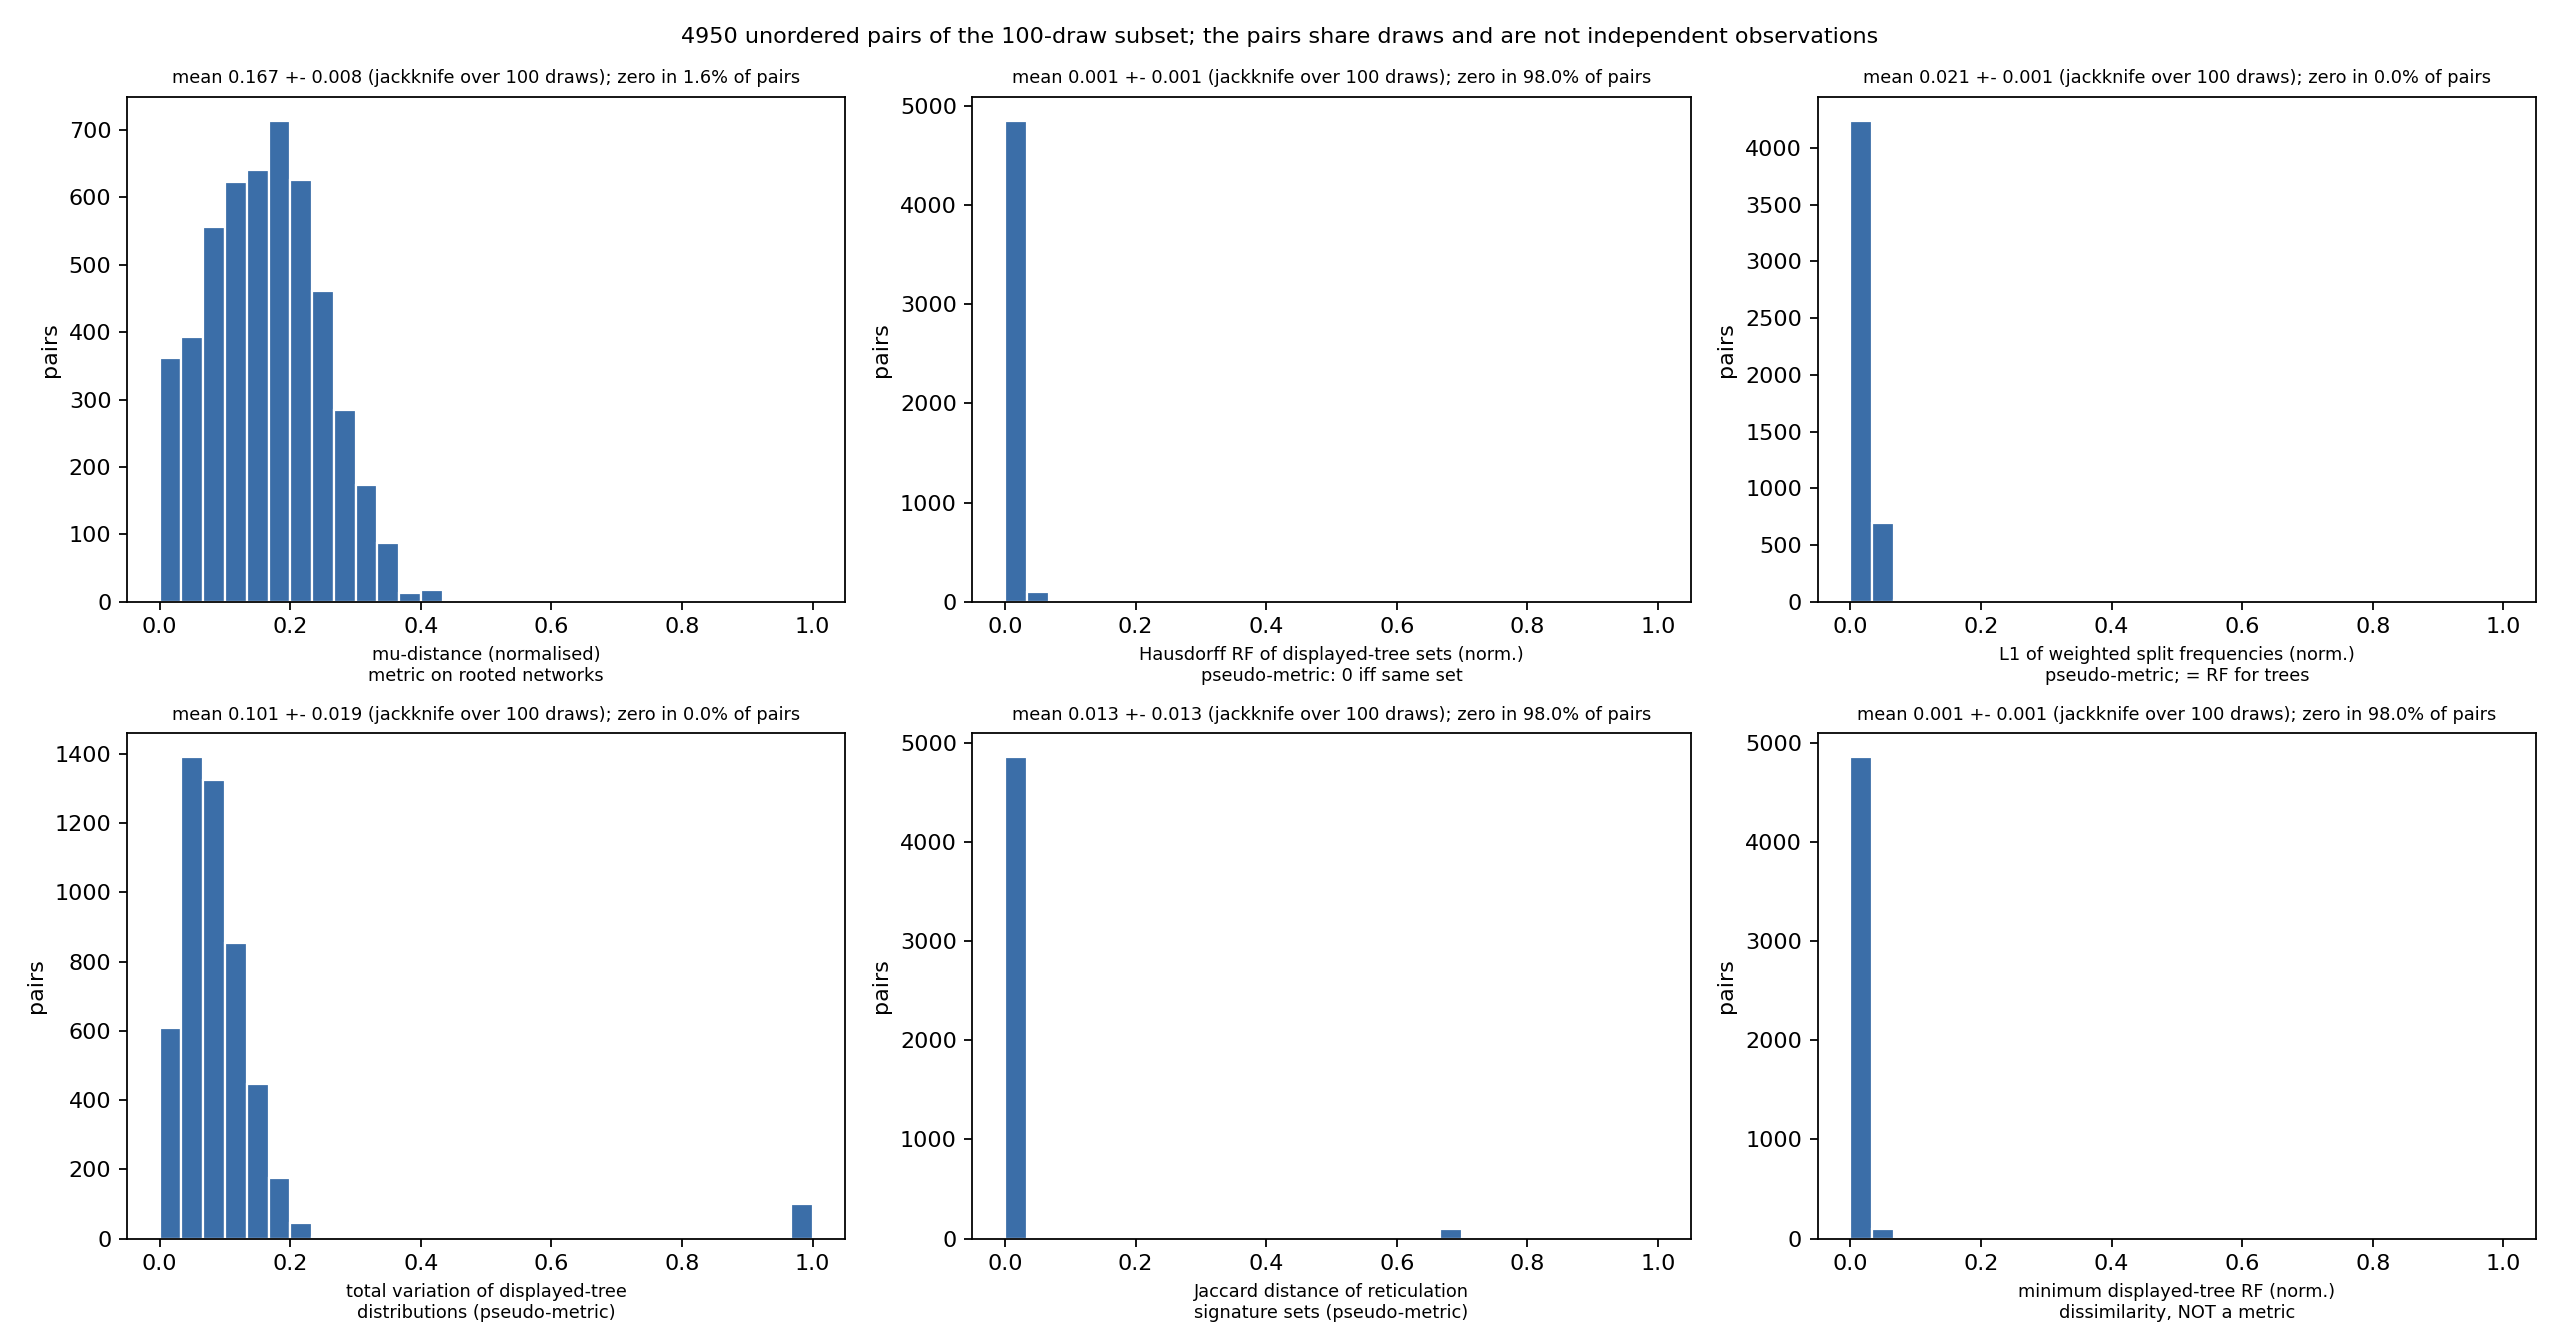 4950 unordered pairs of the 100-draw subset; the pairs share draws and are not independent observations
mean 0.167 +- 0.008 (jackknife over 100 draws); zero in 1.6% of pairs
700
600
500
400
300
200
100
0
pairs
0.0 0.2 0.4 0.6 0.8 1.0
mu-distance (normalised)
metric on rooted networks
mean 0.001 +- 0.001 (jackknife over 100 draws); zero in 98.0% of pairs
5000
4000
3000
2000
1000
0
pairs
0.0 0.2 0.4 0.6 0.8 1.0
Hausdorff RF of displayed-tree sets (norm.)
pseudo-metric: 0 iff same set
mean 0.021 +- 0.001 (jackknife over 100 draws); zero in 0.0% of pairs
4000
3500
3000
2500
2000
1500
1000
500
0
pairs
0.0 0.2 0.4 0.6 0.8 1.0
L1 of weighted split frequencies (norm.)
pseudo-metric; = RF for trees
mean 0.101 +- 0.019 (jackknife over 100 draws); zero in 0.0% of pairs
1400
1200
1000
800
600
400
200
0
pairs
0.0 0.2 0.4 0.6 0.8 1.0
total variation of displayed-tree
distributions (pseudo-metric)
mean 0.013 +- 0.013 (jackknife over 100 draws); zero in 98.0% of pairs
5000
4000
3000
2000
1000
0
pairs
0.0 0.2 0.4 0.6 0.8 1.0
Jaccard distance of reticulation
signature sets (pseudo-metric)
mean 0.001 +- 0.001 (jackknife over 100 draws); zero in 98.0% of pairs
5000
4000
3000
2000
1000
0
pairs
0.0 0.2 0.4 0.6 0.8 1.0
minimum displayed-tree RF (norm.)
dissimilarity, NOT a metric